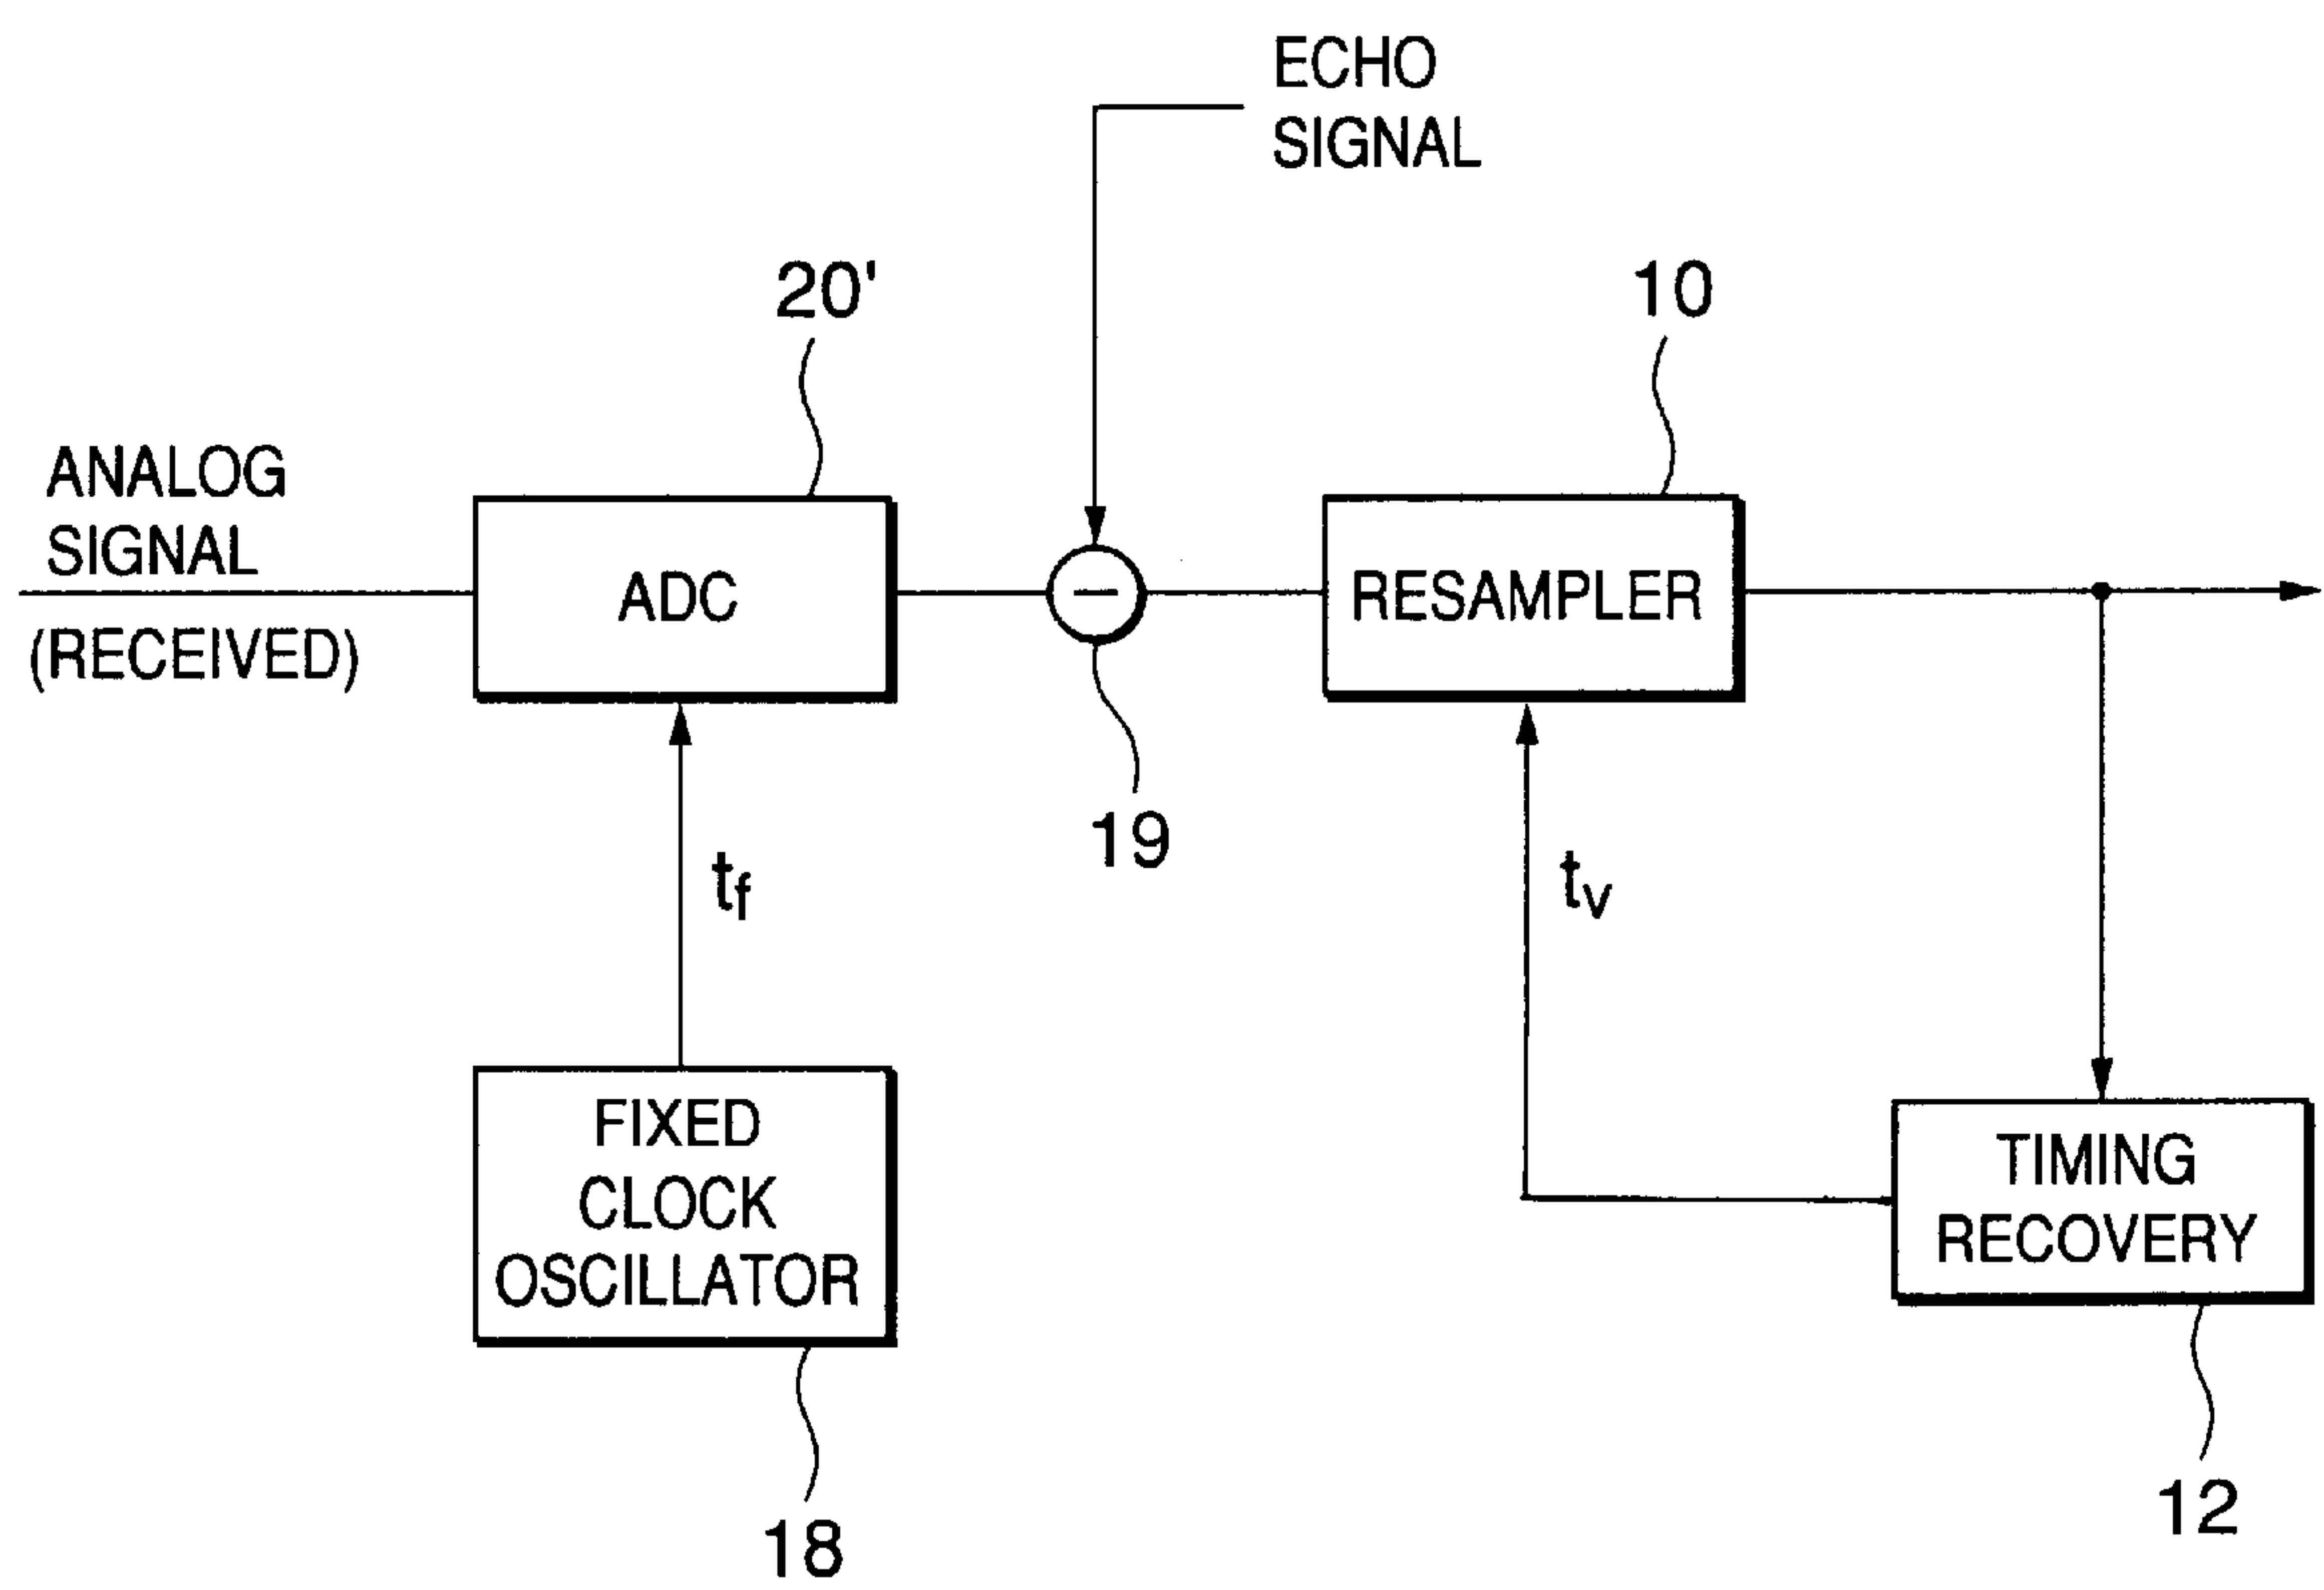 ECHO
SIGNAL
20'
10
ANALOG
SIGNAL
(RECEIVED)
ADC
−
RESAMPLER
19
tf
tv
FIXED
CLOCK
OSCILLATOR
TIMING
RECOVERY
18
12